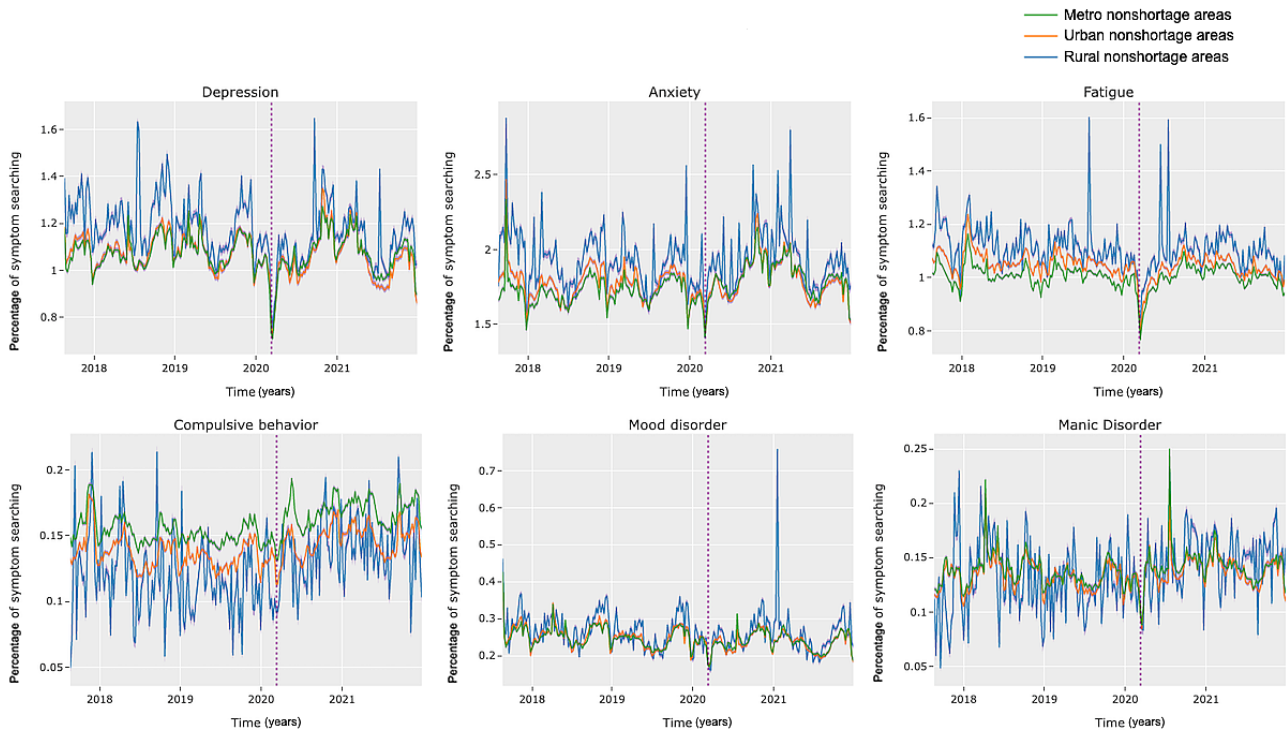 Metro nonshortage areas
Urban nonshortage areas
Rural nonshortage areas
Depression
Anxiety
Fatigue
Percentage of symptom searching
1.6
1.4
1.2
1
0.8
2018
2019
2020
2021
Time (years)
Percentage of symptom searching
2.5
2
1.5
2018
2019
2020
2021
Time (years)
Percentage of symptom searching
1.6
1.4
1.2
1
0.8
2018
2019
2020
2021
Time (years)
Compulsive behavior
Mood disorder
Manic Disorder
Percentage of symptom searching
0.2
0.15
0.1
0.05
2018
2019
2020
2021
Time (years)
Percentage of symptom searching
0.7
0.6
0.5
0.4
0.3
0.2
2018
2019
2020
2021
Time (years)
Percentage of symptom searching
0.25
0.2
0.15
0.1
0.05
2018
2019
2020
2021
Time (years)